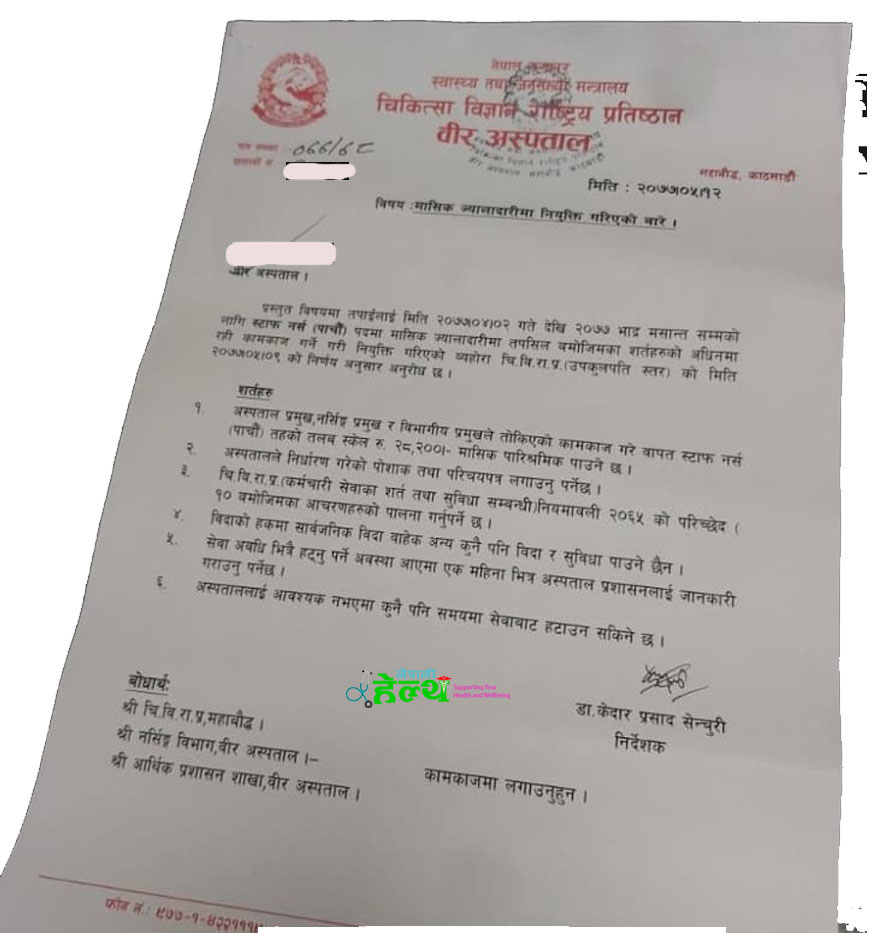 नेपाल सरकार
स्वास्थ्य तथा जनसंख्या मन्त्रालय
चिकित्सा विज्ञान राष्ट्रिय प्रतिष्ठान
वीर अस्पताल
पत्र संख्या :
महाबौद्ध, काठमाडौं
मिति : २०७७।०५।१२
विषय :मासिक ज्यालादारीमा नियुक्ति गरिएको बारे ।
वीर अस्पताल ।
प्रस्तुत विषयमा तपाईलाई मिति २०७७।०४।०२ गते देखि २०७७ भाद्र मसान्त सम्मको
लागि स्टाफ नर्स (पाचौं) पदमा मासिक ज्यालादारीमा तपसिल बमोजिमका शर्तहरुको अधिनमा
रही कामकाज गर्ने गरी नियुक्ति गरिएको व्यहोरा चि.वि.रा.प्र.(उपकुलपति स्तर) को मिति
२०७७।०५।०९ को निर्णय अनुसार अनुरोध छ ।
शर्तहरु
१. अस्पताल प्रमुख,नर्सिङ्ग प्रमुख र विभागीय प्रमुखले तोकिएको कामकाज गरे वापत स्टाफ नर्स
(पाचौं) तहको तलब स्केल रु. २८,२००।- मासिक पारिश्रमिक पाउने छ ।
२. अस्पतालले निर्धारण गरेको पोशाक तथा परिचयपत्र लगाउनु पर्नेछ ।
३. चि.वि.रा.प्र.(कर्मचारी सेवाका शर्त तथा सुविधा सम्बन्धी)नियमावली २०६५ को परिच्छेद (
१० बमोजिमका आचरणहरुको पालना गर्नुपर्ने छ ।
४. विदाको हकमा सार्वजनिक विदा बाहेक अन्य कुनै पनि विदा र सुविधा पाउने छैन ।
५. सेवा अवधि भित्रै हट्नु पर्ने अवस्था आएमा एक महिना भित्र अस्पताल प्रशासनलाई जानकारी
गराउनु पर्नेछ ।
६. अस्पताललाई आवश्यक नभएमा कुनै पनि समयमा सेवाबाट हटाउन सकिने छ ।
डा.केदार प्रसाद सेन्चुरी
निर्देशक
बोधार्थ:
श्री चि.वि.रा.प्र,महाबौद्ध ।
श्री नर्सिङ्ग विभाग,वीर अस्पताल ।–
श्री आर्थिक प्रशासन शाखा,वीर अस्पताल ।
कामकाजमा लगाउनुहुन ।
नेपाली
हेल्थ
Supporting Your
Health and Wellbeing
फोन नं.: